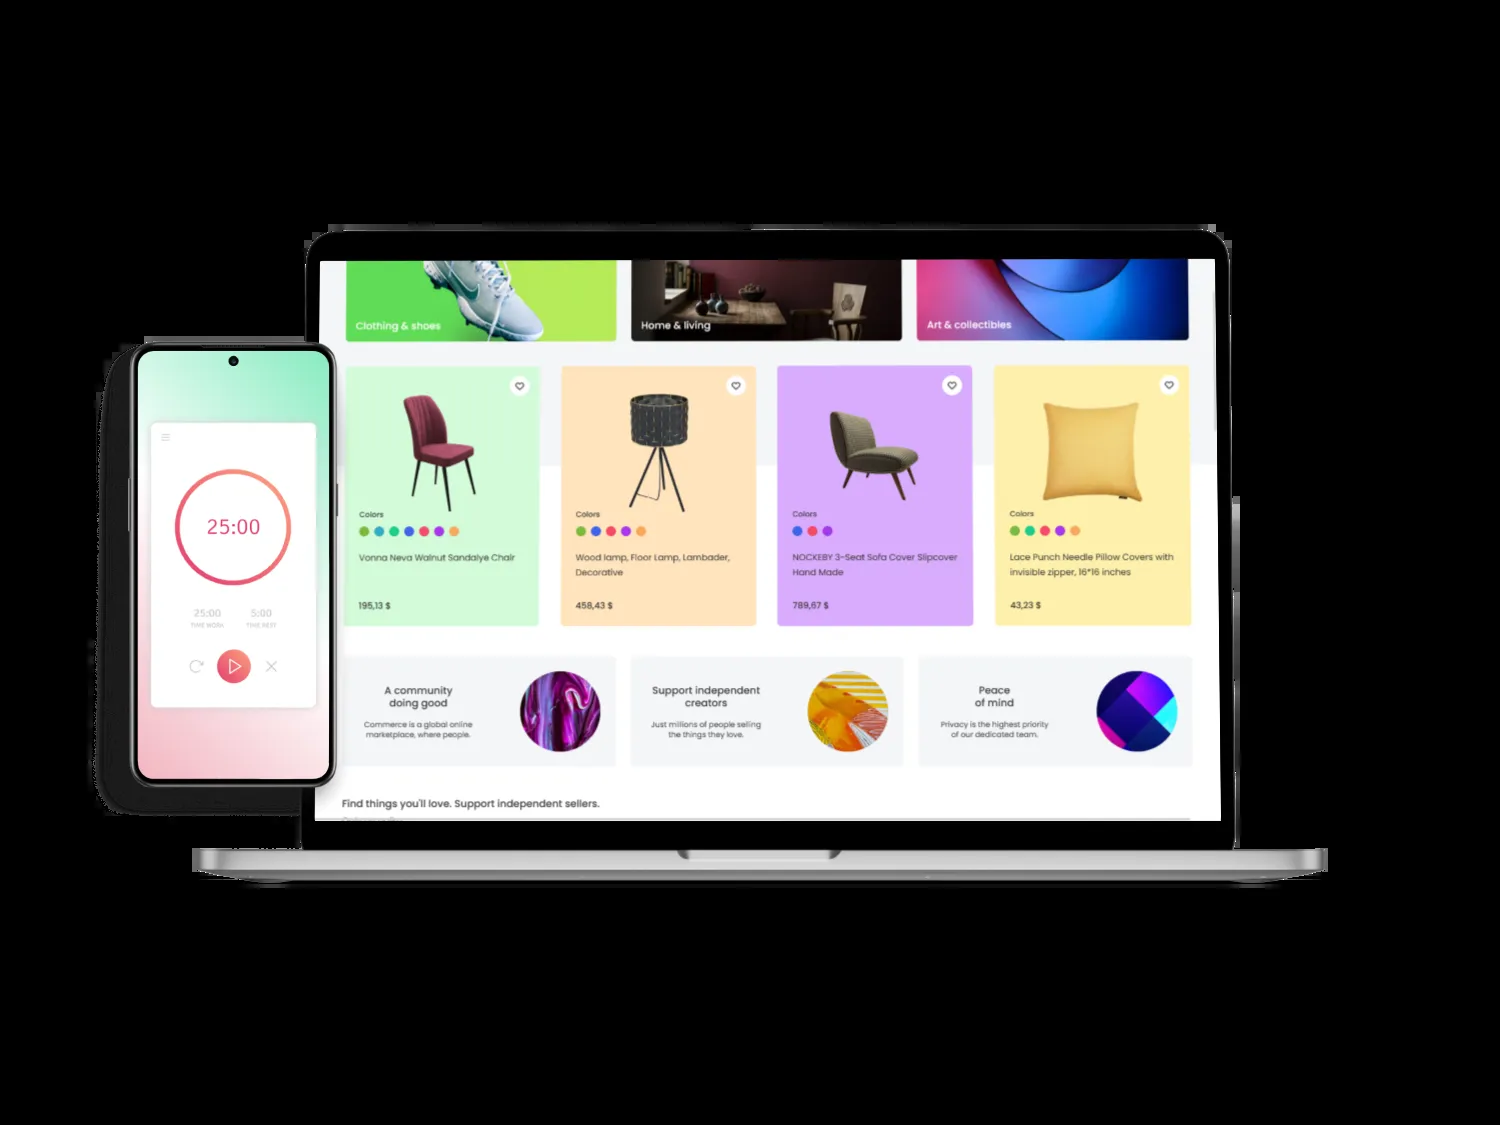 Clothing & shoes
Home & living
Art & collectibles
Colors
Vonna Neva Walnut Sandalye Chair
195,13 $
Colors
Wood lamp, Floor Lamp, Lambader,
Decorative
458,43 $
Colors
NOCKEBY 3-Seat Sofa Cover Slipcover
Hand Made
789,67 $
Colors
Lace Punch Needle Pillow Covers with
invisible zipper, 16*16 inches
43,23 $
A community
doing good
Commerce is a global online
marketplace, where people.
Support independent
creators
Just millions of people selling
the things they love.
Peace
of mind
Privacy is the highest priority
of our dedicated team.
Find things you'll love. Support independent sellers.
25:00
25:00
TIME WORK
5:00
TIME REST